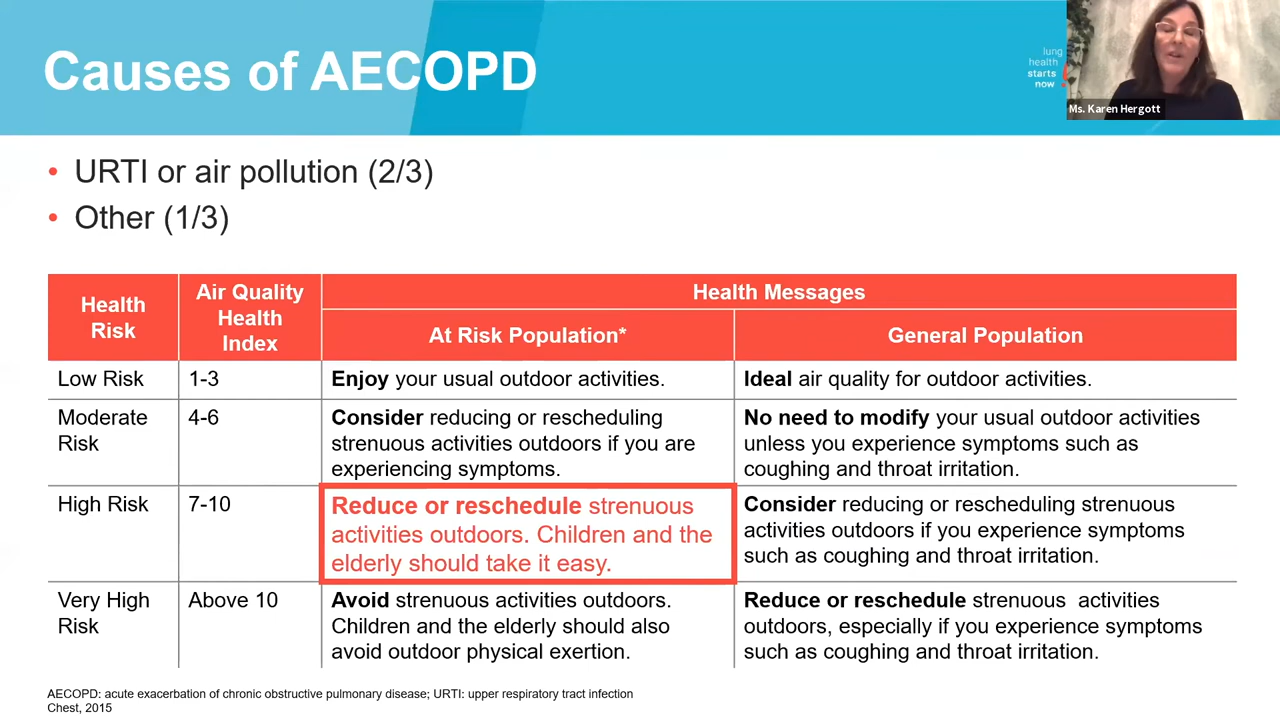 Causes of AECOPD
lung
health
starts
now
Ms. Karen Hergott
• URTI or air pollution (2/3)
• Other (1/3)
Health
Risk
Air Quality
Health
Index
Health Messages
At Risk Population*
General Population
Low Risk
1-3
Enjoy your usual outdoor activities.
Ideal air quality for outdoor activities.
Moderate
Risk
4-6
Consider reducing or rescheduling
strenuous activities outdoors if you are
experiencing symptoms.
No need to modify your usual outdoor activities
unless you experience symptoms such as
coughing and throat irritation.
High Risk
7-10
Reduce or reschedule strenuous
activities outdoors. Children and the
elderly should take it easy.
Consider reducing or rescheduling strenuous
activities outdoors if you experience symptoms
such as coughing and throat irritation.
Very High
Risk
Above 10
Avoid strenuous activities outdoors.
Children and the elderly should also
avoid outdoor physical exertion.
Reduce or reschedule strenuous  activities
outdoors, especially if you experience symptoms
such as coughing and throat irritation.
AECOPD: acute exacerbation of chronic obstructive pulmonary disease; URTI: upper respiratory tract infection
Chest, 2015